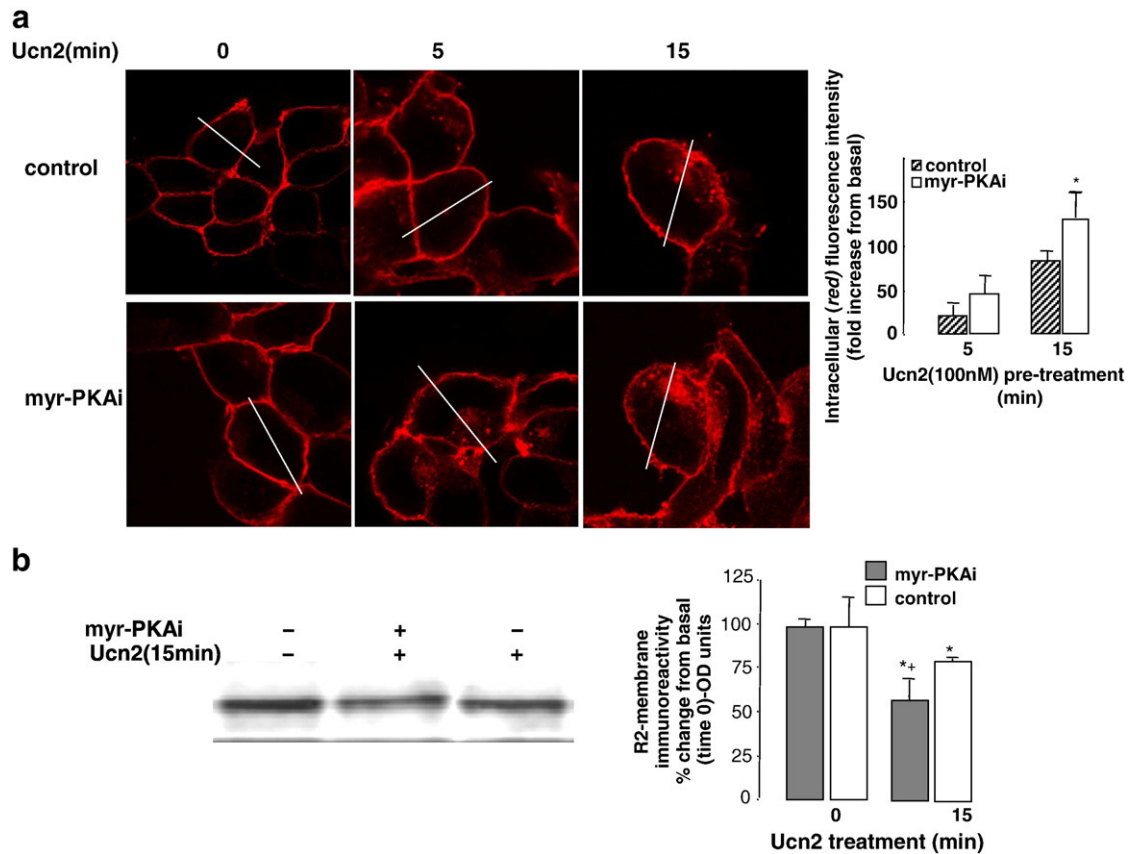 a
Ucn2(min) 0 5 15
control
myr-PKAi
Intracellular (red) fluorescence intensity
(fold increase from basal)
control
myr-PKAi
150
100
50
0
*
5 15
Ucn2(100nM) pre-treatment
(min)
b
myr-PKAi – + –
Ucn2(15min) – + +
R2-membrane
immunoreactivity
% change from basal
(time 0)-OD units
125
100
75
50
25
0
myr-PKAi
control
*+ *
0 15
Ucn2 treatment (min)